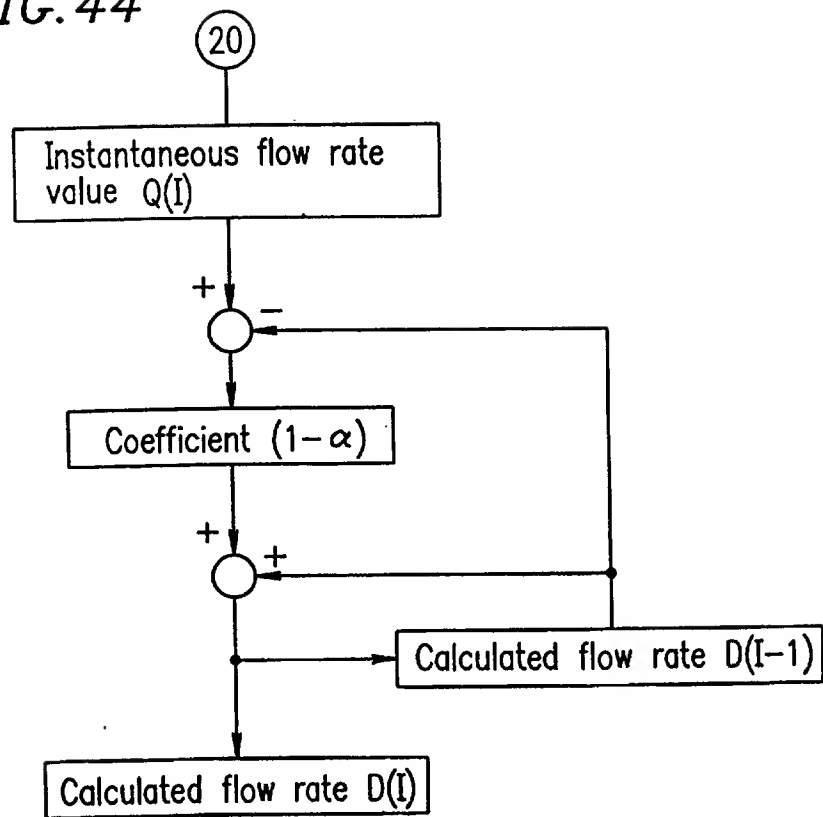 IG. 44
20
Instantaneous flow rate
value Q(I)
+
−
Coefficient (1−α)
+
+
Calculated flow rate D(I−1)
Calculated flow rate D(I)